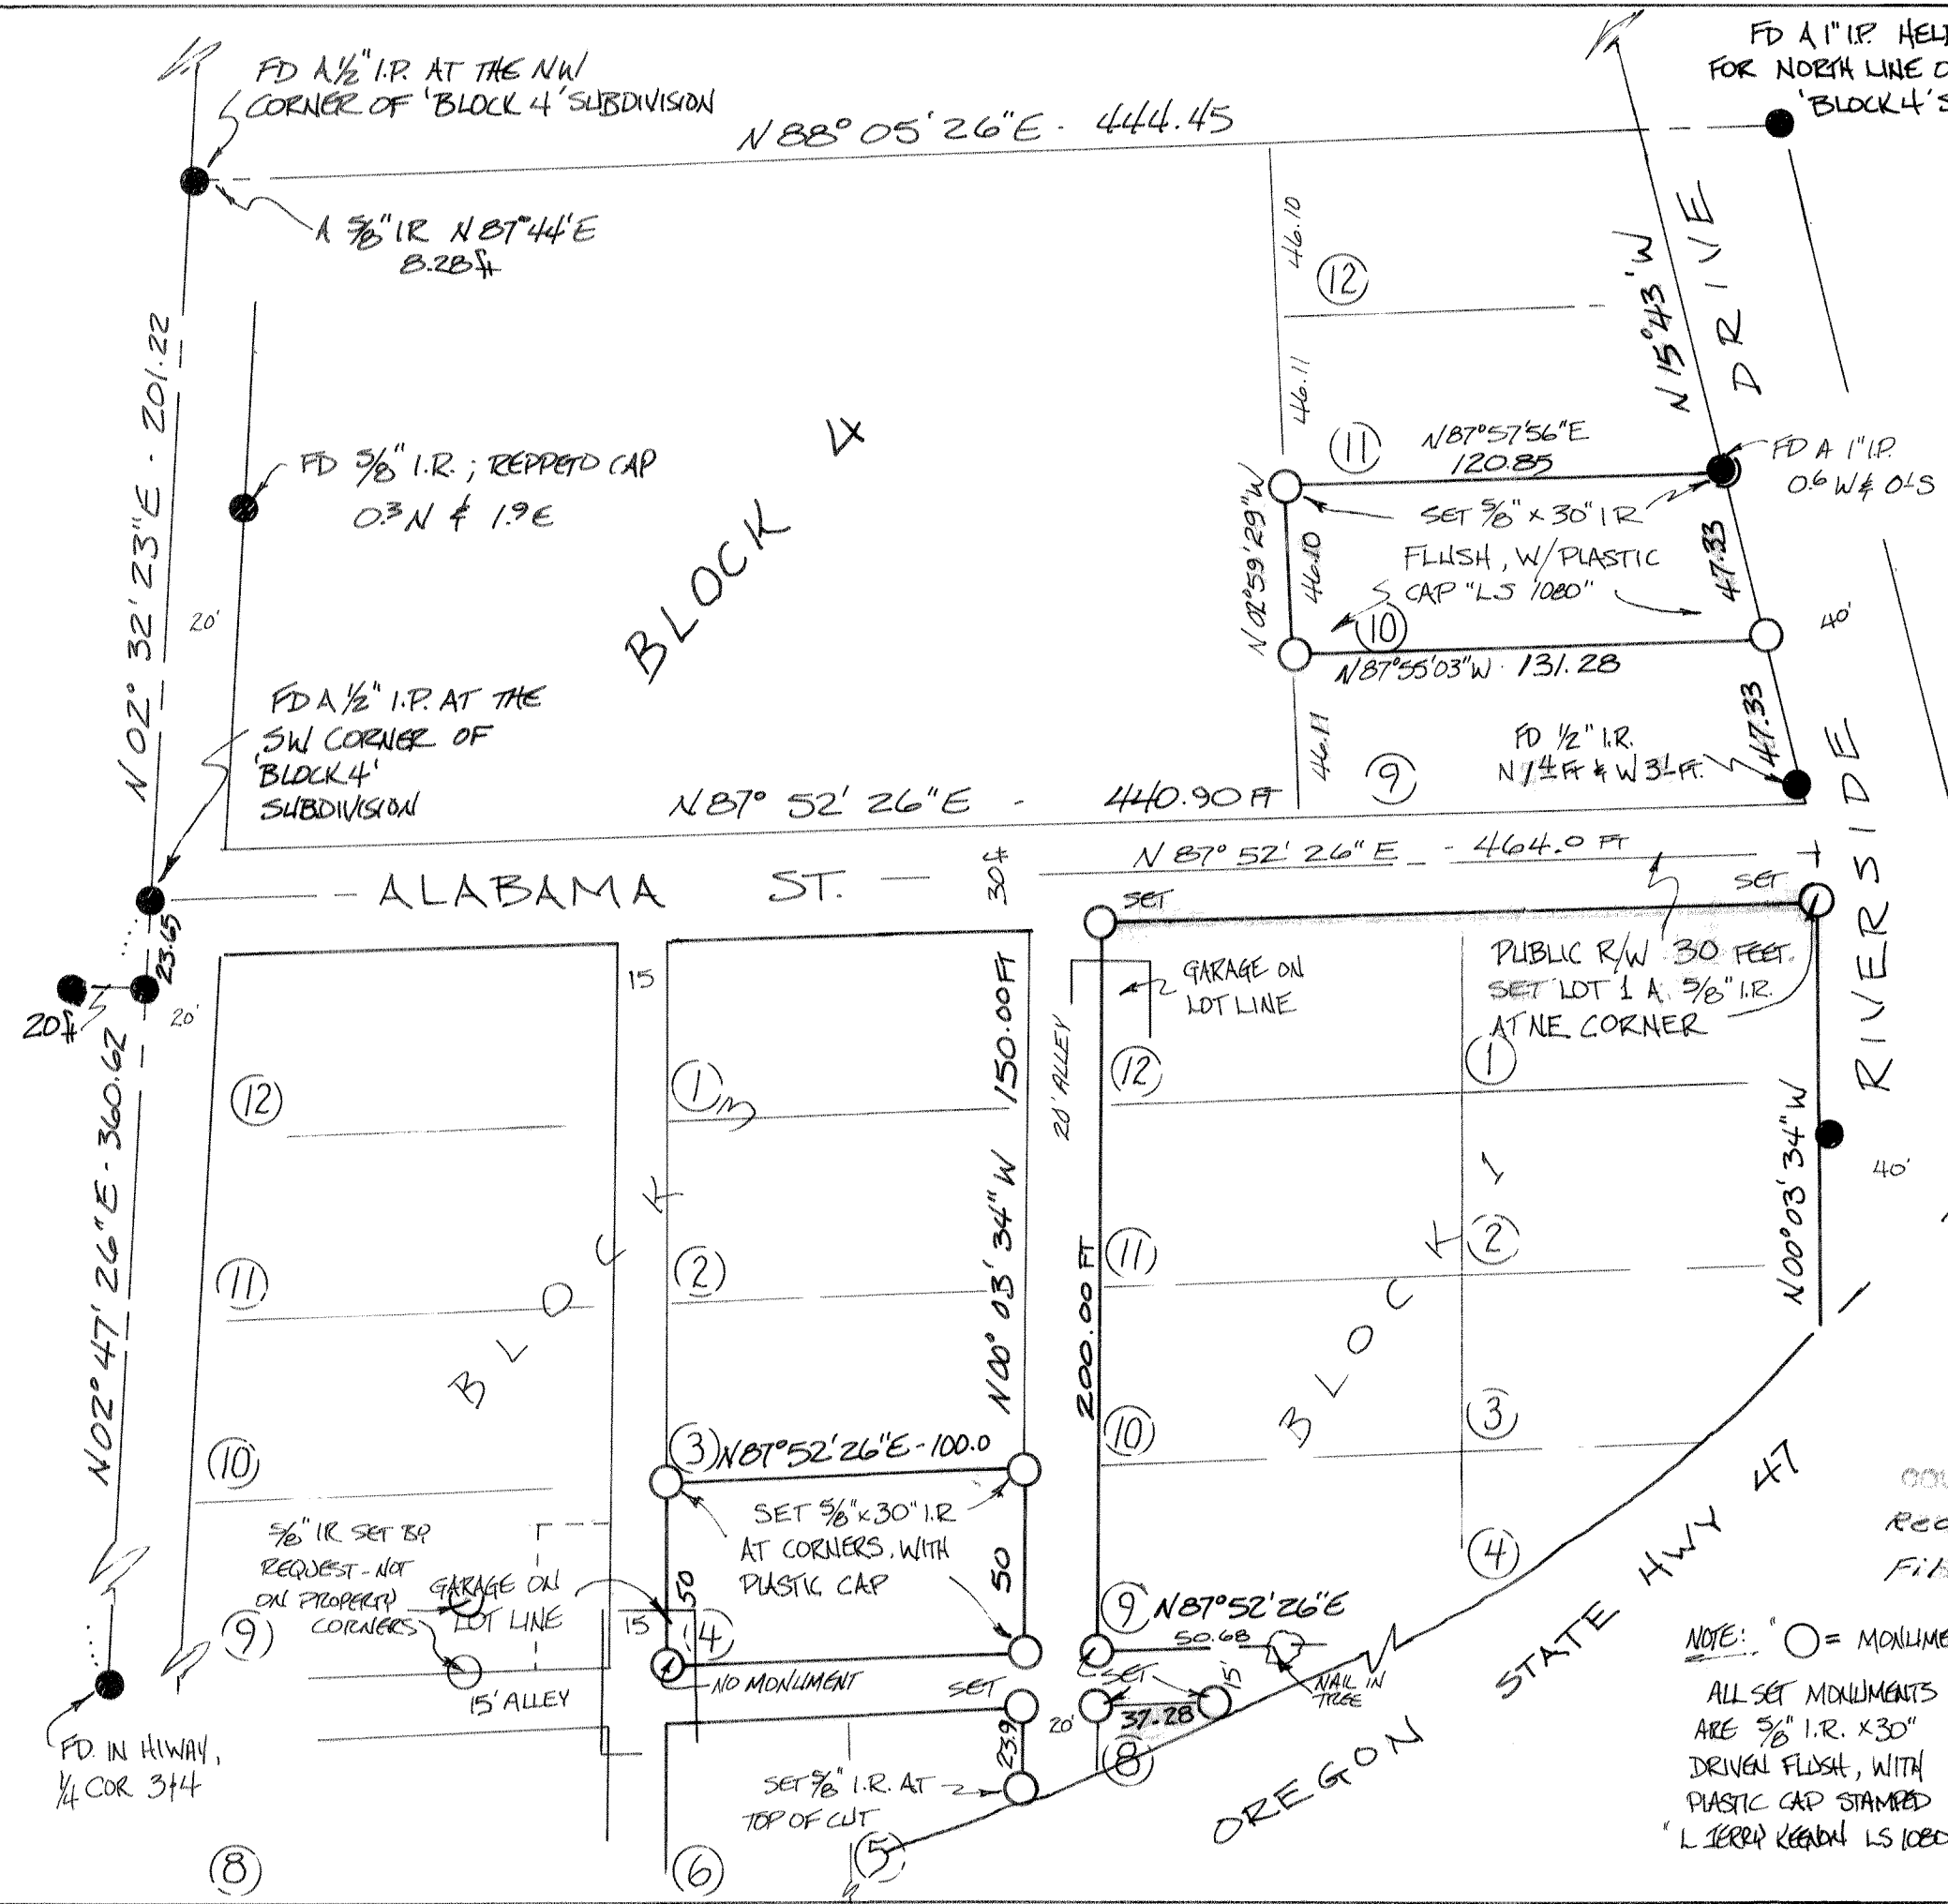 FD A 1/2" I.P. AT THE NW
CORNER OF 'BLOCK 4' SUBDIVISION
FD A 1" I.P. HELD
FOR NORTH LINE O
'BLOCK 4' S
N 88° 05' 26" E - 444.45
A 5/8" IR N 87°44' E
8.28 ft
N 02° 32' 23" E - 201.22
20'
FD 5/8" I.R.; REPPETO CAP
0.3 N & 1.9 E
BLOCK 4
46.10
12
46.11
11
N 87°57'56" E
120.85
N 15°43' W
RIVERSIDE DRIVE
FD A 1" I.P.
0.6 W & 0.1 S
SET 5/8" x 30" IR
FLUSH, W/PLASTIC
CAP "LS 1080"
N 02°59'29" W
46.10
47.33
10
N 87°55'03" W - 131.28
40'
46.11
9
FD 1/2" I.R.
N 1.4 FT & W 3.1 FT.
47.33
FD A 1/2" I.P. AT THE
SW CORNER OF
'BLOCK 4'
SUBDIVISION
N 87° 52' 26" E - 440.90 FT
N 87° 52' 26" E - 464.0 FT
ALABAMA ST.
30 ft
23.65
20 ft
20'
15
SET
SET
GARAGE ON
LOT LINE
PUBLIC R/W 30 FEET.
SET LOT 1 A 5/8" I.R.
AT NE CORNER
N 02° 47' 26" E - 360.62
150.00 FT
20' ALLEY
12
1
12
1
BLOCK 3
N 00° 03' 34" W
BLOCK 1
N 00° 03' 34" W
40'
11
2
200.00 FT
11
2
10
3
N 87°52'26" E - 100.0
10
3
STATE HWY 47
5/8" IR SET BY
REQUEST - NOT
ON PROPERTY
CORNERS
GARAGE ON
LOT LINE
SET 5/8" x 30" I.R
AT CORNERS, WITH
PLASTIC CAP
50
50
4
9
15
4
9
N 87°52'26" E
50.68
NO MONUMENT
15' ALLEY
SET
SET
15'
NAIL IN
TREE
23.9
20'
37.28
8
FD. IN HIWAY,
1/4 COR 3+4
SET 5/8" I.R. AT
TOP OF CUT
OREGON
8
6
5
Rec
NOTE: "O = MONUME
ALL SET MONUMENTS
ARE 5/8" I.R. x 30"
DRIVEN FLUSH, WITH
PLASTIC CAP STAMPED
"L JERRY KEENON LS 1080